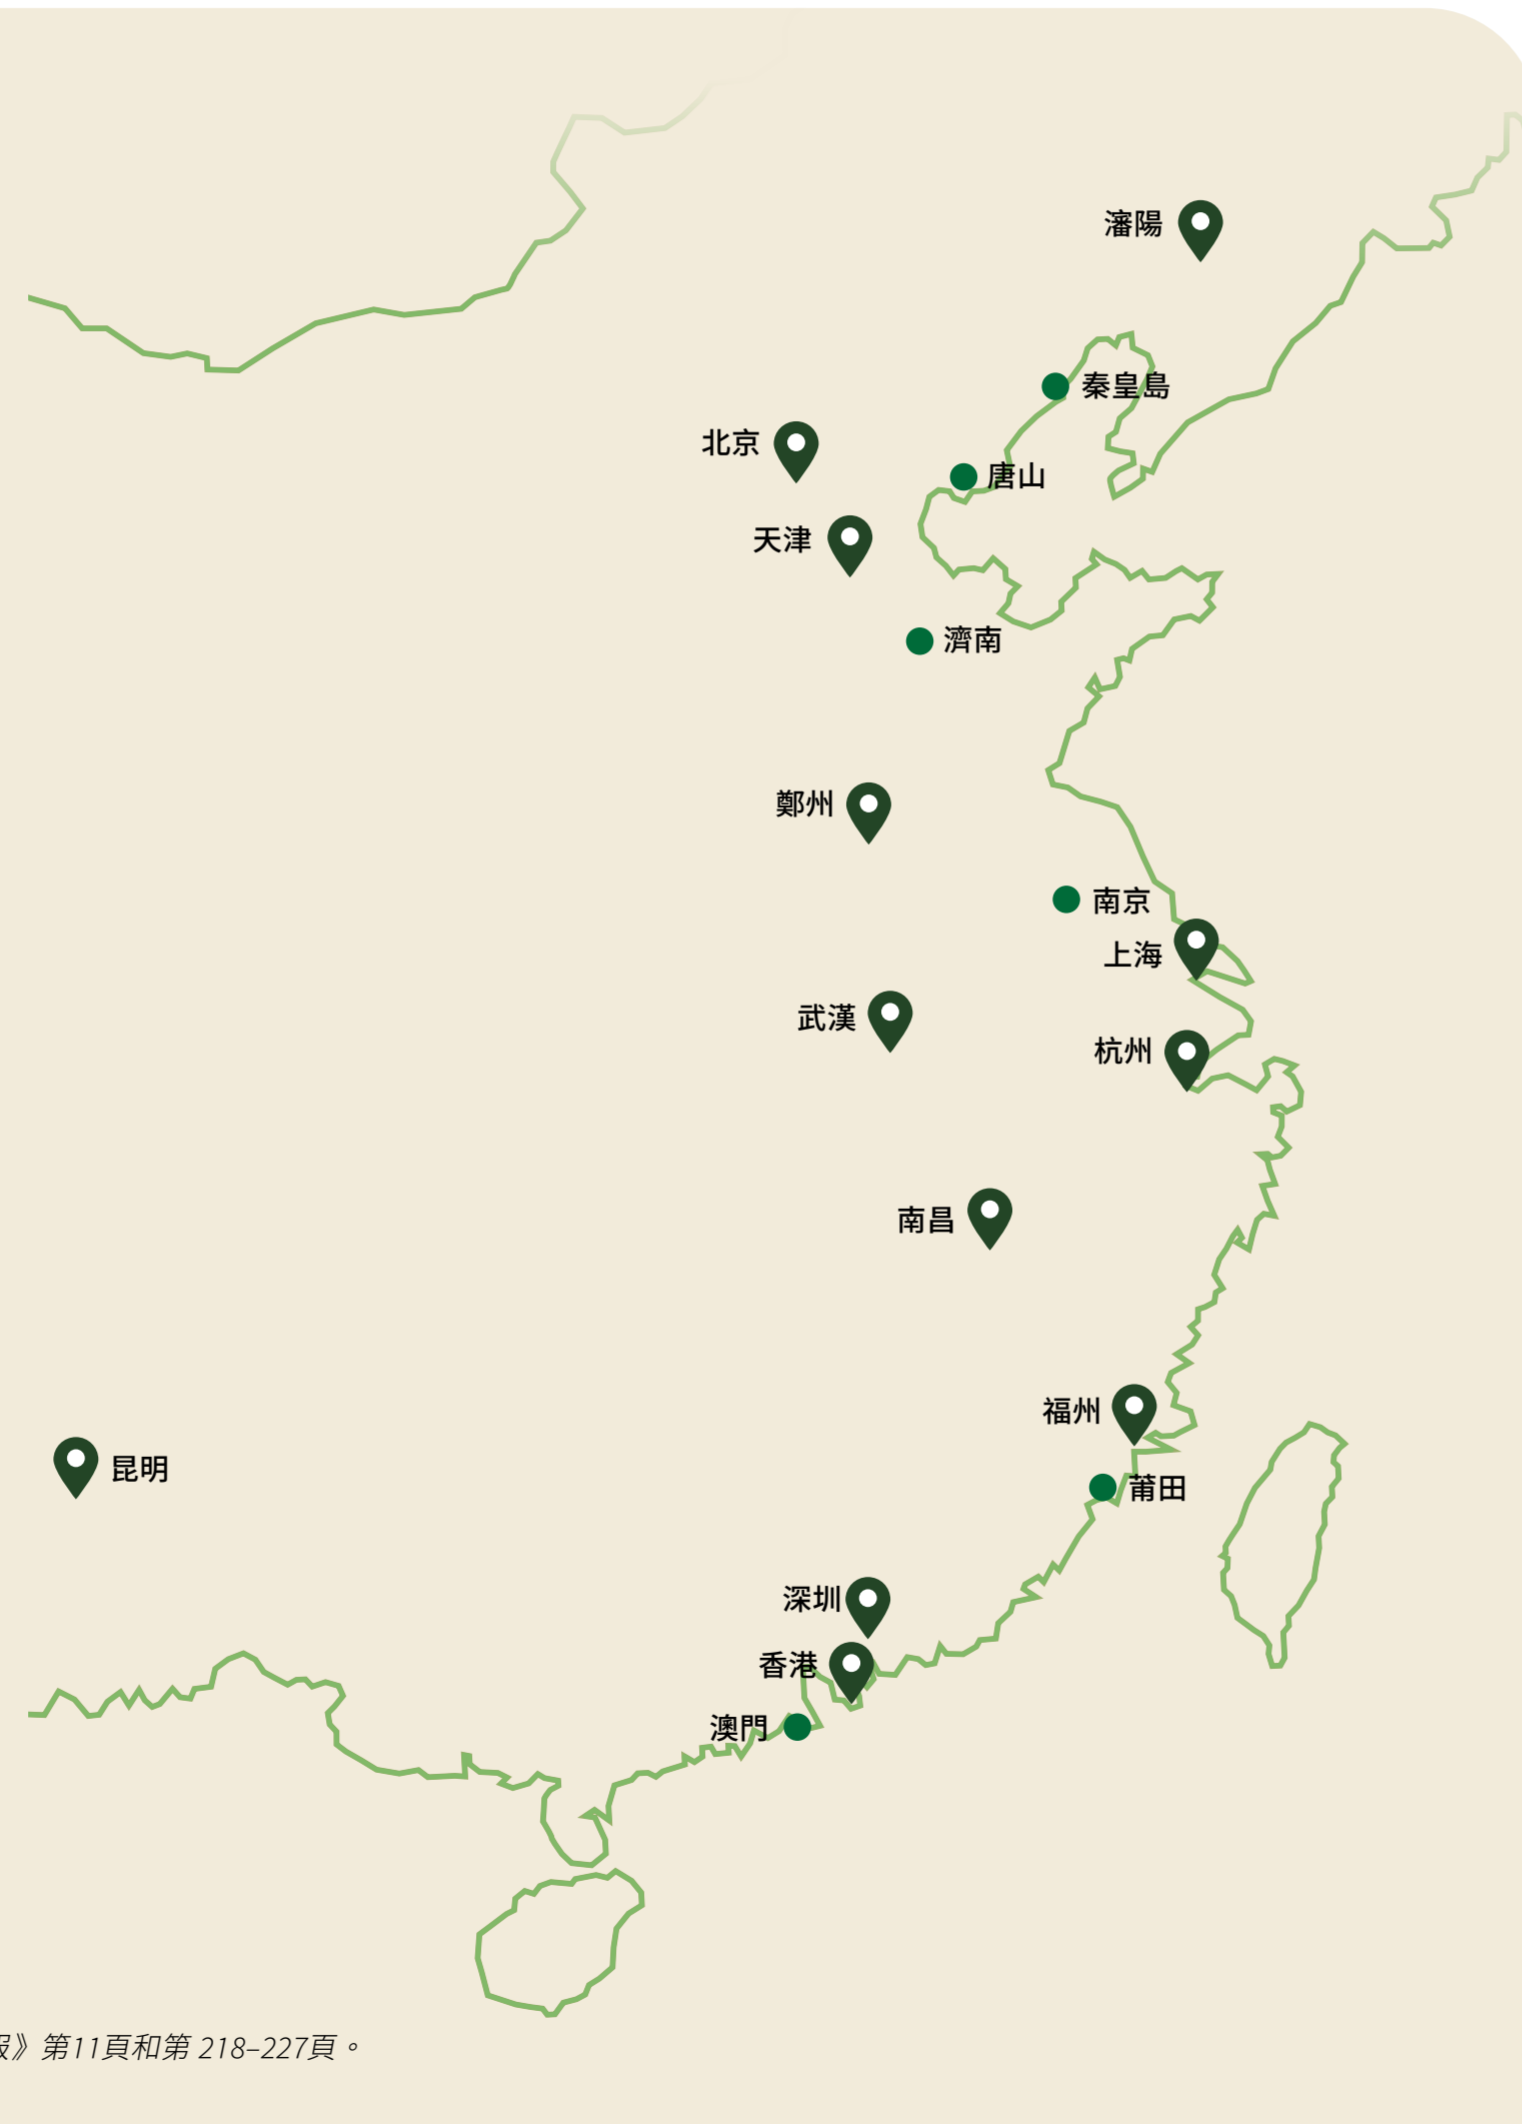 瀋陽
秦皇島
北京
唐山
天津
濟南
鄭州
南京
上海
武漢
杭州
南昌
福州
昆明
莆田
深圳
香港
澳門
報》第11頁和第 218–227頁。